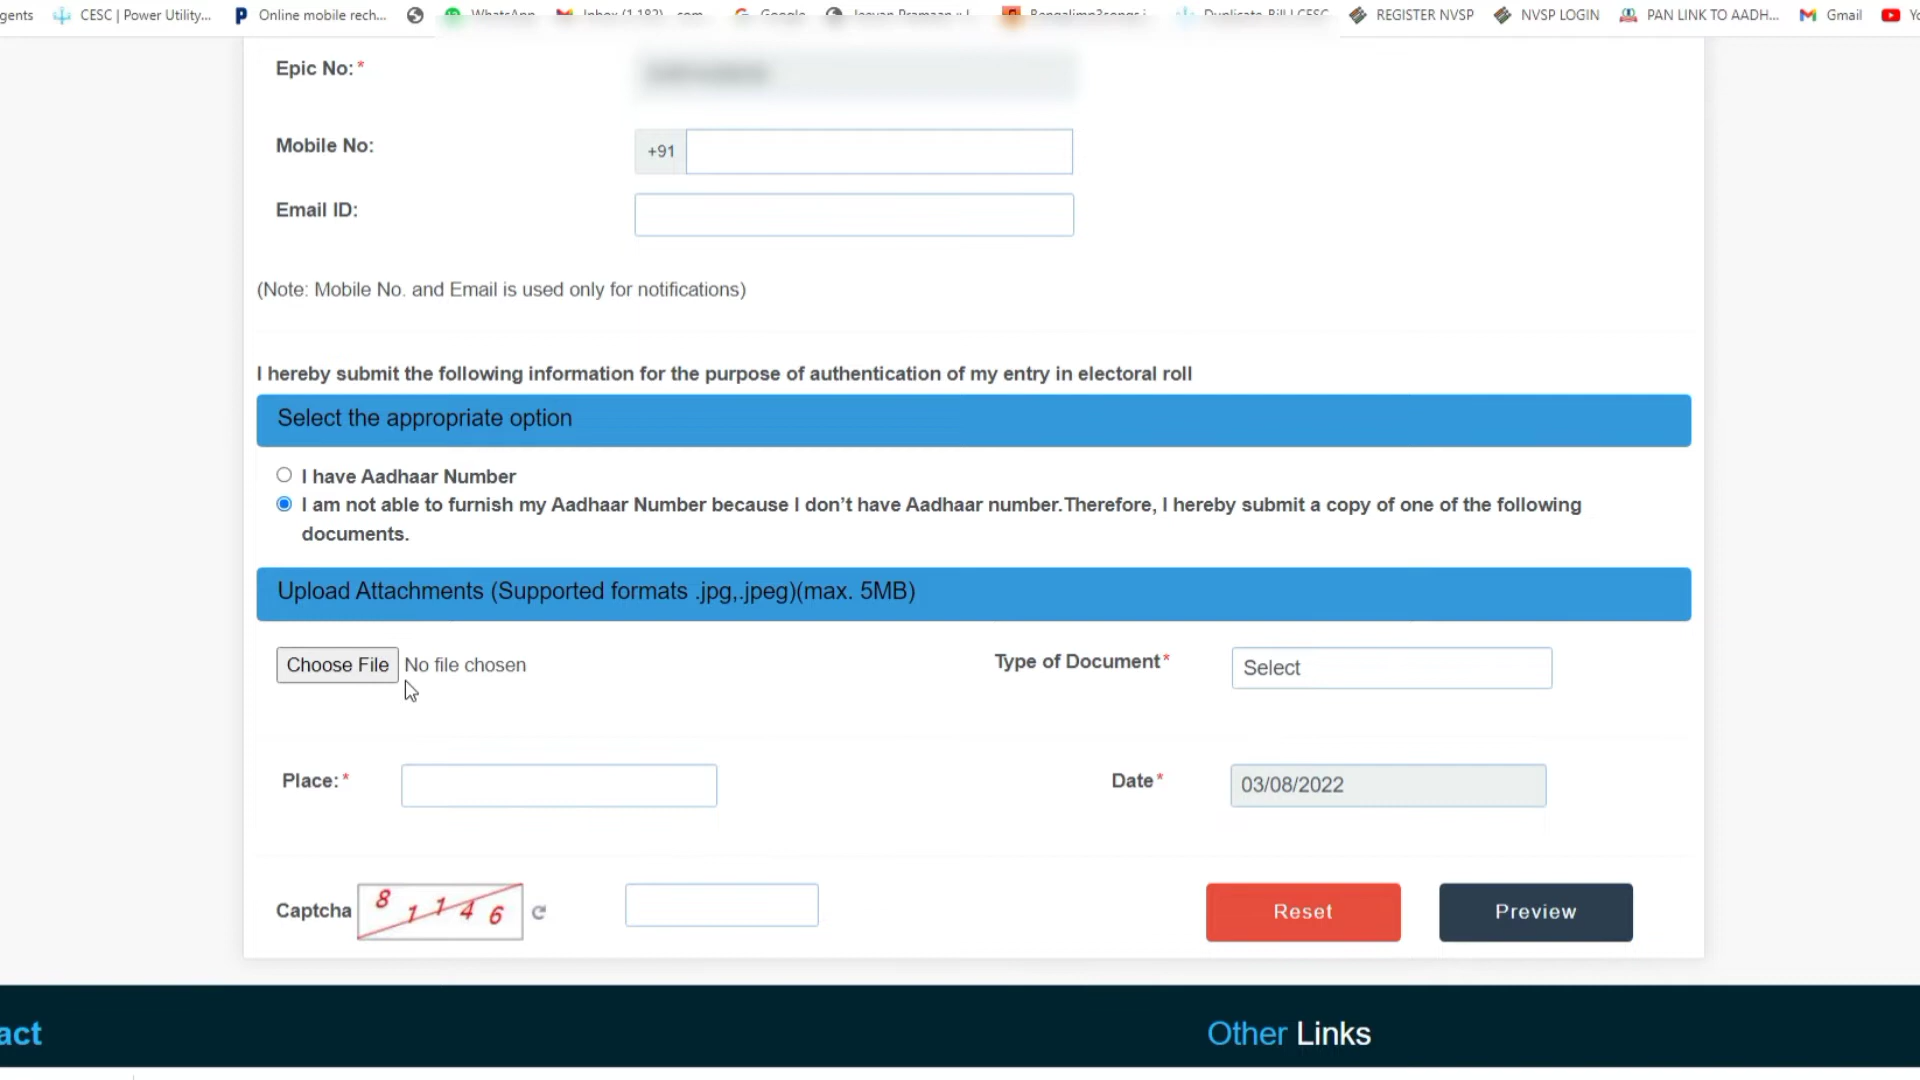 gents CESC | Power Utility... Online mobile rech... WhatsApp Google REGISTER NVSP NVSP LOGIN PAN LINK TO AADH... Gmail
Epic No:*
Mobile No: +91
Email ID:
(Note: Mobile No. and Email is used only for notifications)
I hereby submit the following information for the purpose of authentication of my entry in electoral roll
Select the appropriate option
I have Aadhaar Number
I am not able to furnish my Aadhaar Number because I don’t have Aadhaar number.Therefore, I hereby submit a copy of one of the following
documents.
Upload Attachments (Supported formats .jpg,.jpeg)(max. 5MB)
Choose File No file chosen Type of Document* Select
Place:* Date* 03/08/2022
Captcha 8 1 1 4 6 Reset Preview
act Other Links